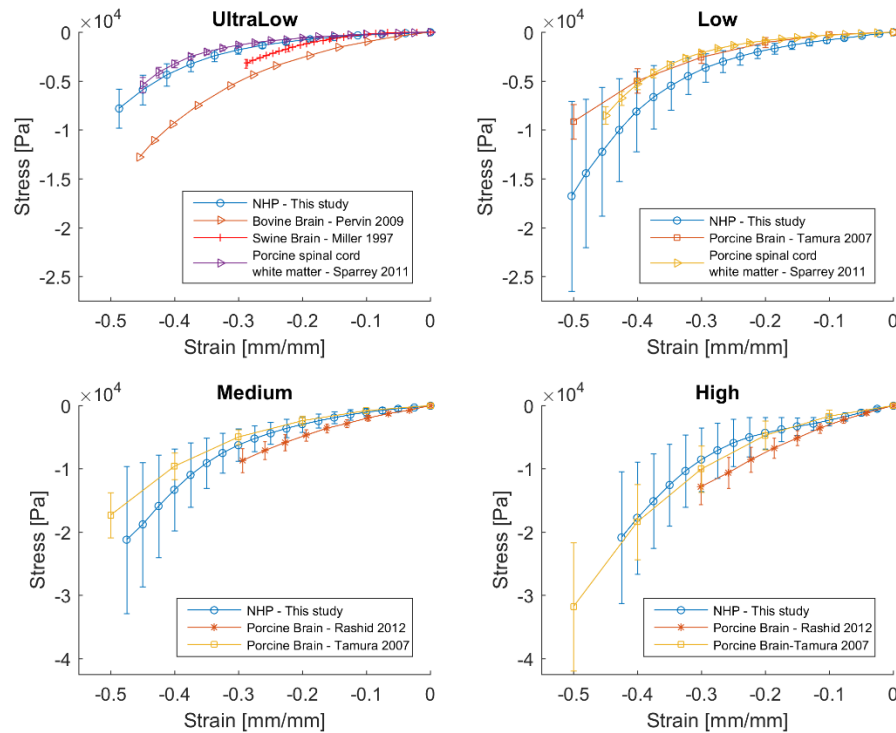 UltraLow
×10⁴
0
-0.5
-1
-1.5
-2
-2.5
Stress [Pa]
-0.5 -0.4 -0.3 -0.2 -0.1 0
Strain [mm/mm]
NHP - This study
Bovine Brain - Pervin 2009
Swine Brain - Miller 1997
Porcine spinal cord
white matter - Sparrey 2011
Low
×10⁴
0
-0.5
-1
-1.5
-2
-2.5
Stress [Pa]
-0.5 -0.4 -0.3 -0.2 -0.1 0
Strain [mm/mm]
NHP - This study
Porcine Brain - Tamura 2007
Porcine spinal cord
white matter - Sparrey 2011
Medium
×10⁴
0
-1
-2
-3
-4
Stress [Pa]
-0.5 -0.4 -0.3 -0.2 -0.1 0
Strain [mm/mm]
NHP - This study
Porcine Brain - Rashid 2012
Porcine Brain - Tamura 2007
High
×10⁴
0
-1
-2
-3
-4
Stress [Pa]
-0.5 -0.4 -0.3 -0.2 -0.1 0
Strain [mm/mm]
NHP - This study
Porcine Brain - Rashid 2012
Porcine Brain-Tamura 2007